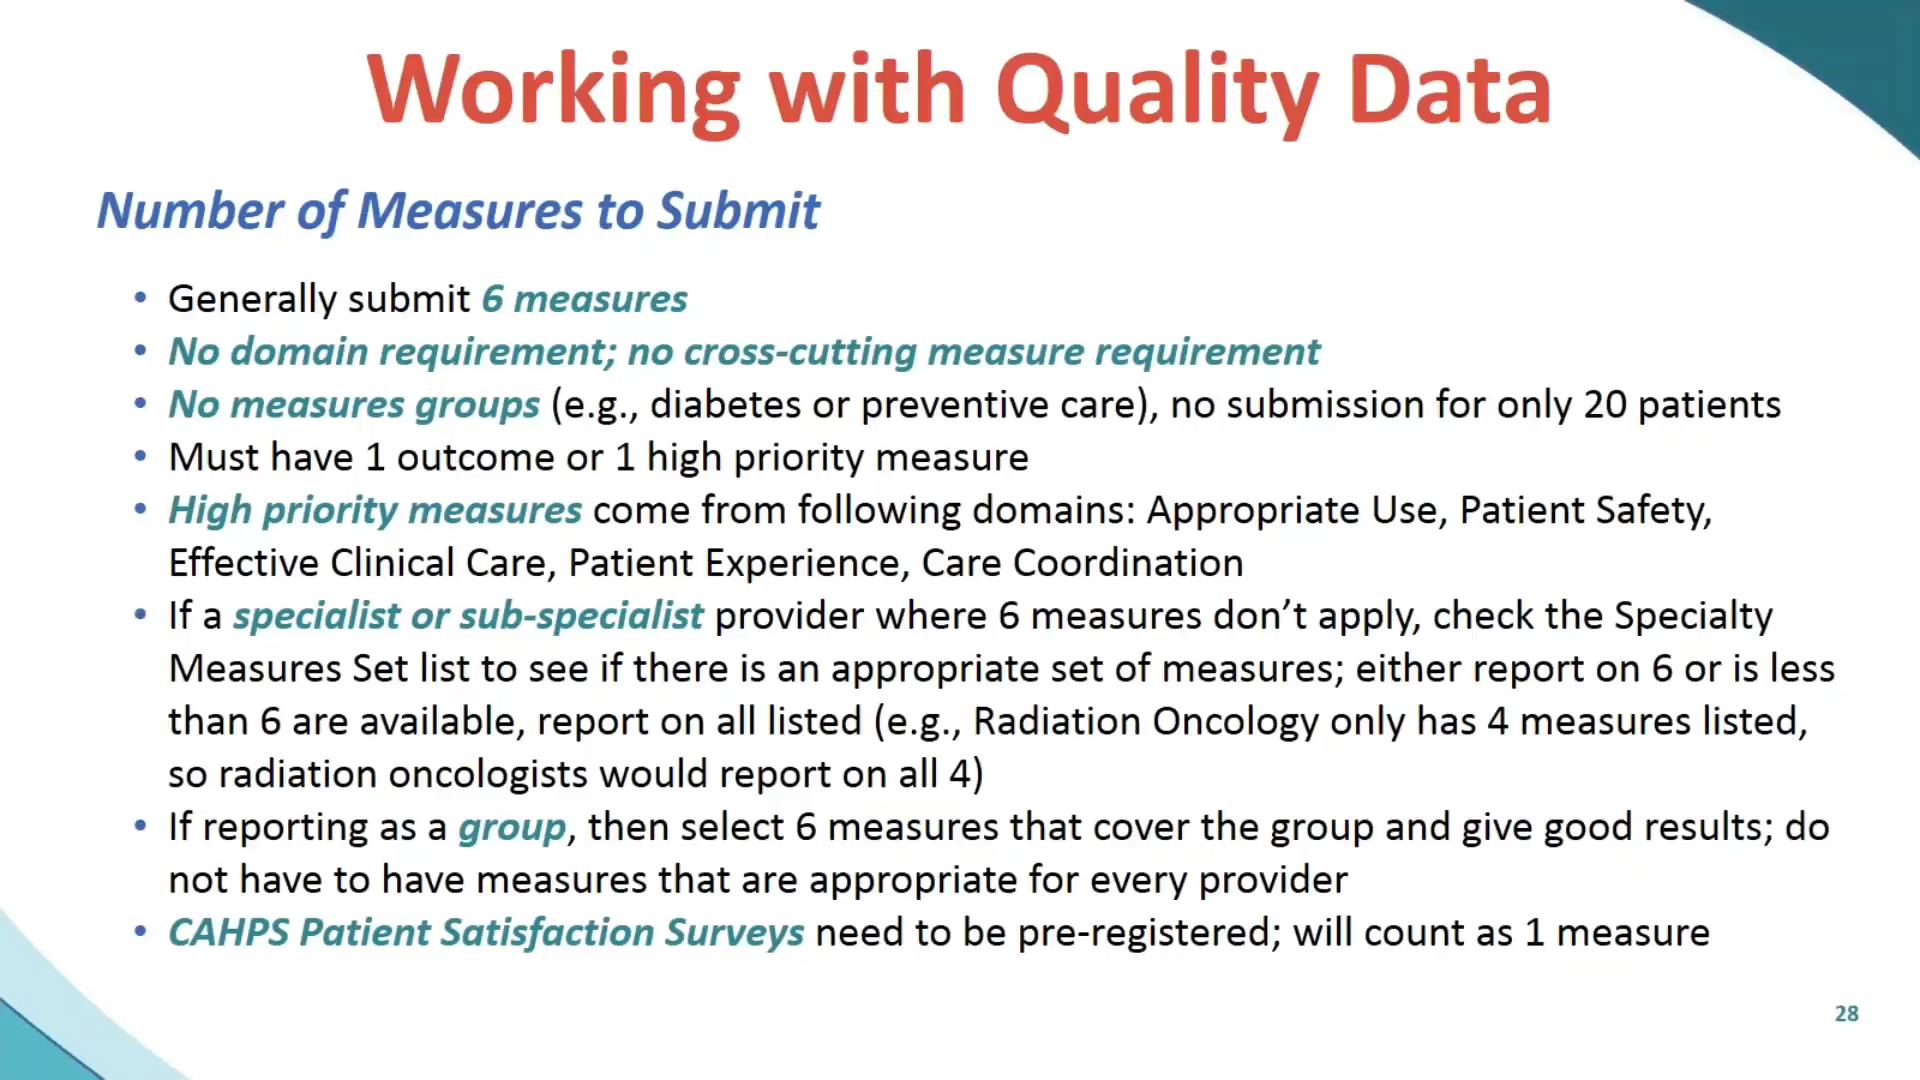 Working with Quality Data
Number of Measures to Submit
• Generally submit 6 measures
• No domain requirement; no cross-cutting measure requirement
• No measures groups (e.g., diabetes or preventive care), no submission for only 20 patients
• Must have 1 outcome or 1 high priority measure
• High priority measures come from following domains: Appropriate Use, Patient Safety,
Effective Clinical Care, Patient Experience, Care Coordination
• If a specialist or sub-specialist provider where 6 measures don’t apply, check the Specialty
Measures Set list to see if there is an appropriate set of measures; either report on 6 or is less
than 6 are available, report on all listed (e.g., Radiation Oncology only has 4 measures listed,
so radiation oncologists would report on all 4)
• If reporting as a group, then select 6 measures that cover the group and give good results; do
not have to have measures that are appropriate for every provider
• CAHPS Patient Satisfaction Surveys need to be pre-registered; will count as 1 measure
28